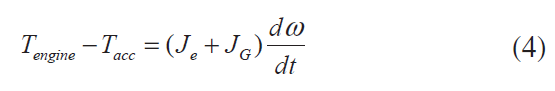 T_engine − T_acc = (J_e + J_G) dω/dt (4)